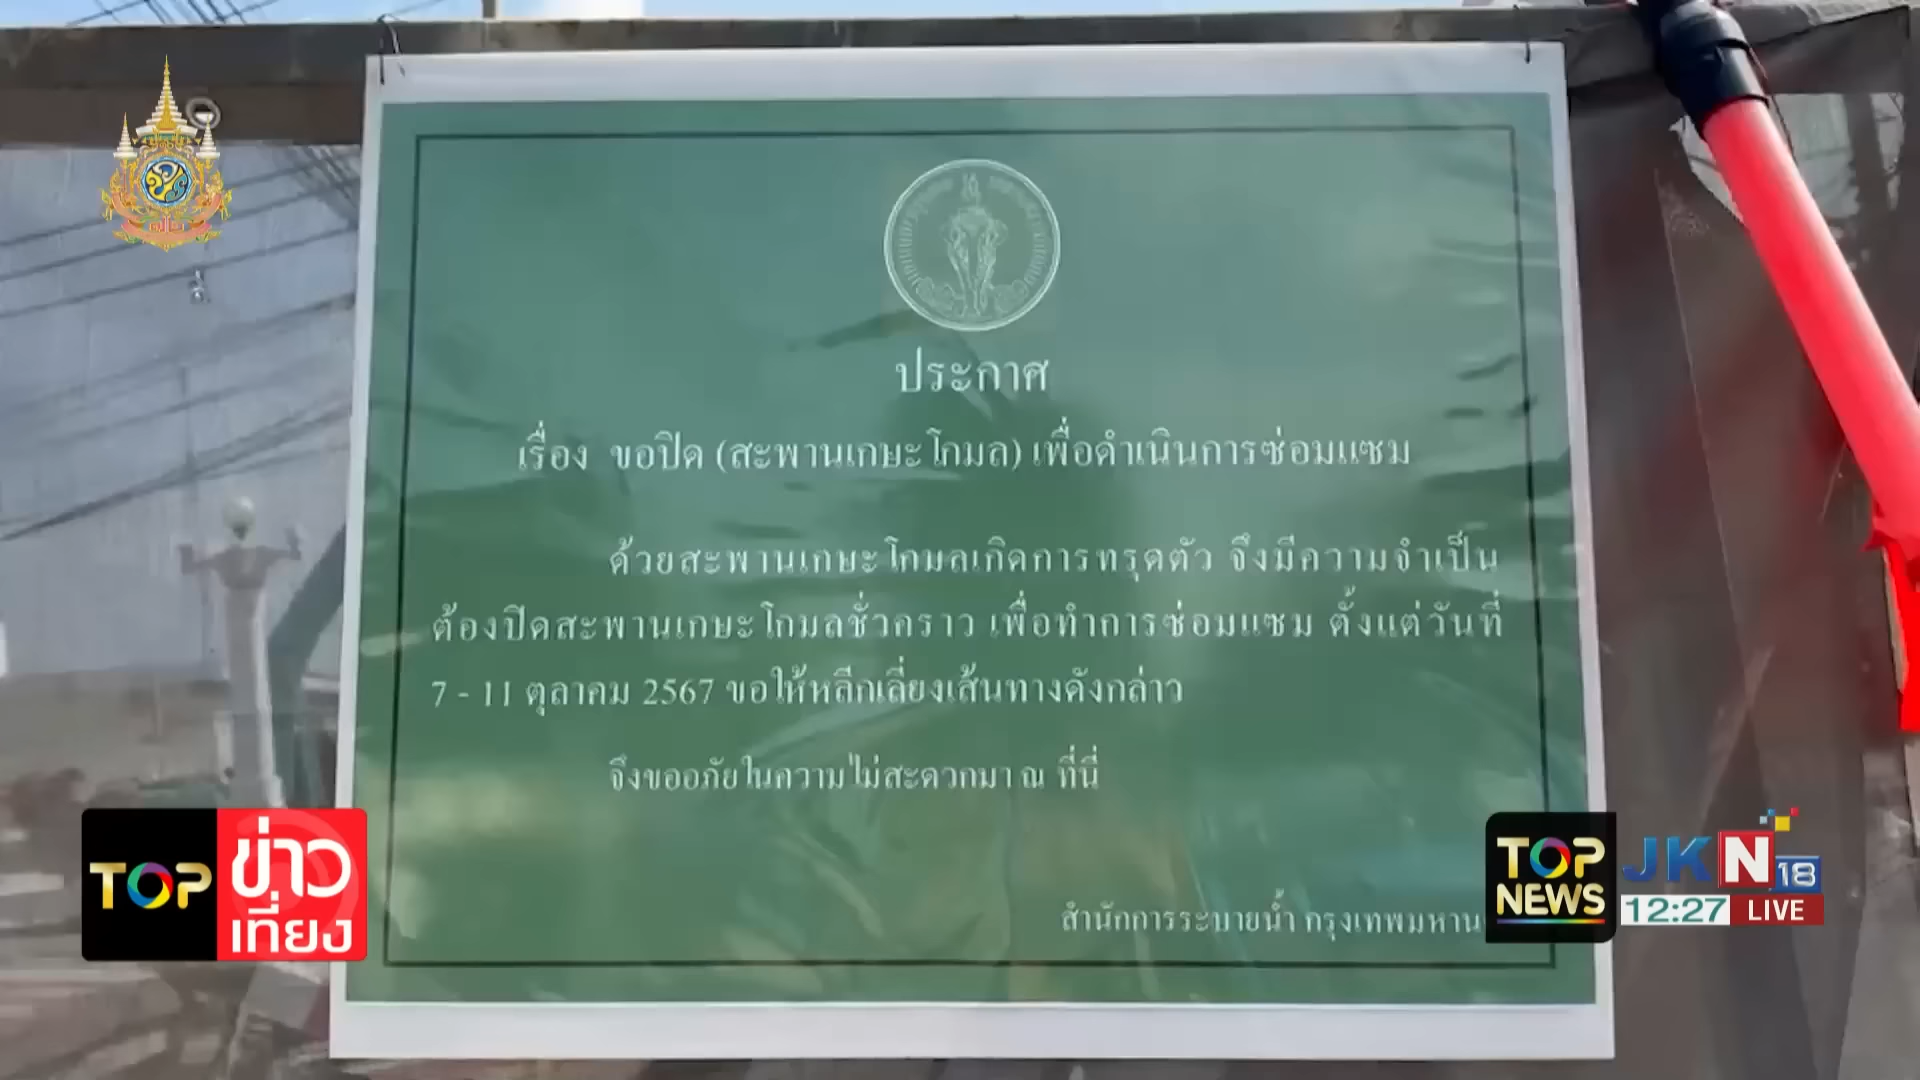 ประกาศ
เรื่อง ขอปิด (สะพานเกษะโกมล) เพื่อดำเนินการซ่อมแซม
ด้วยสะพานเกษะโกมลเกิดการทรุดตัว จึงมีความจำเป็น
ต้องปิดสะพานเกษะโกมลชั่วคราว เพื่อทำการซ่อมแซม ตั้งแต่วันที่
7 - 11 ตุลาคม 2567 ขอให้หลีกเลี่ยงเส้นทางดังกล่าว
จึงขออภัยในความไม่สะดวกมา ณ ที่นี่
สำนักการระบายน้ำ กรุงเทพมหาน
TOP ข่าว
เที่ยง
TOP
NEWS
JKN 18
12:27 LIVE